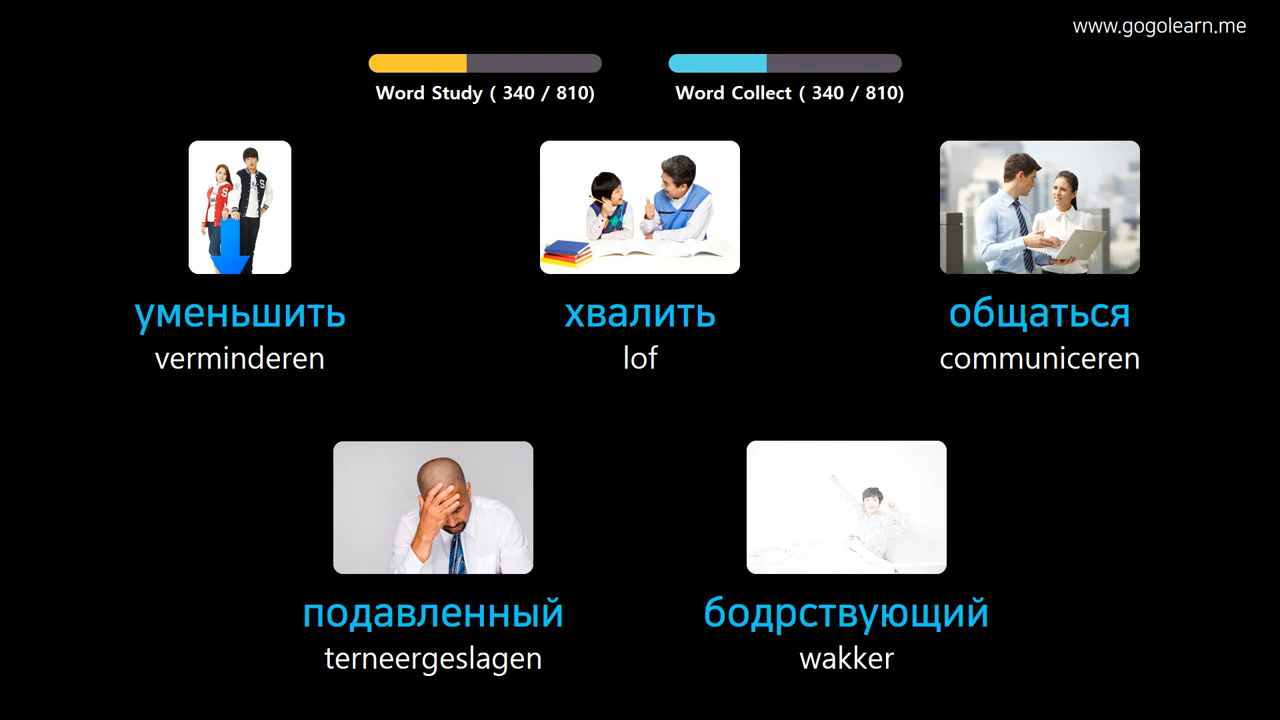 www.gogolearn.me
Word Study ( 340 / 810)
Word Collect ( 340 / 810)
уменьшить
verminderen
хвалить
lof
общаться
communiceren
подавленный
terneergeslagen
бодрствующий
wakker